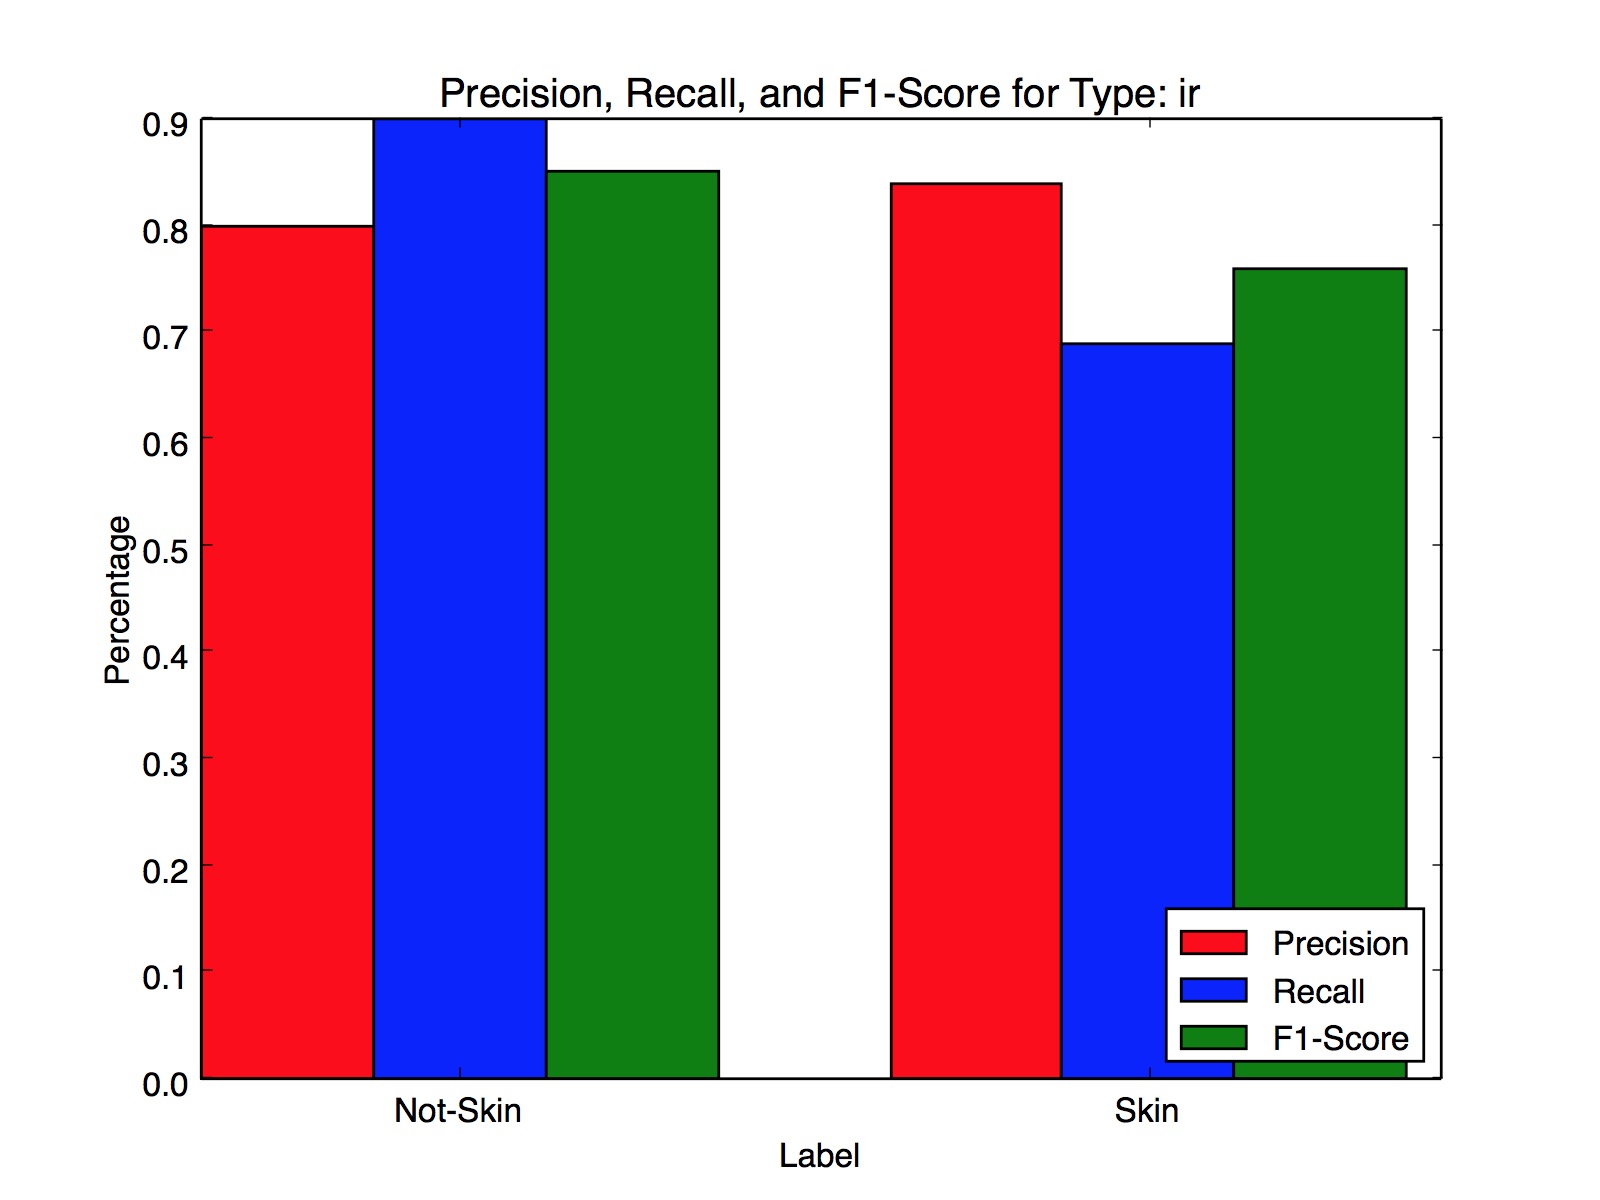 Precision, Recall, and F1-Score for Type: ir
0.9
0.8
0.7
0.6
0.5
0.4
0.3
0.2
0.1
0.0
Percentage
Not-Skin
Skin
Label
Precision
Recall
F1-Score